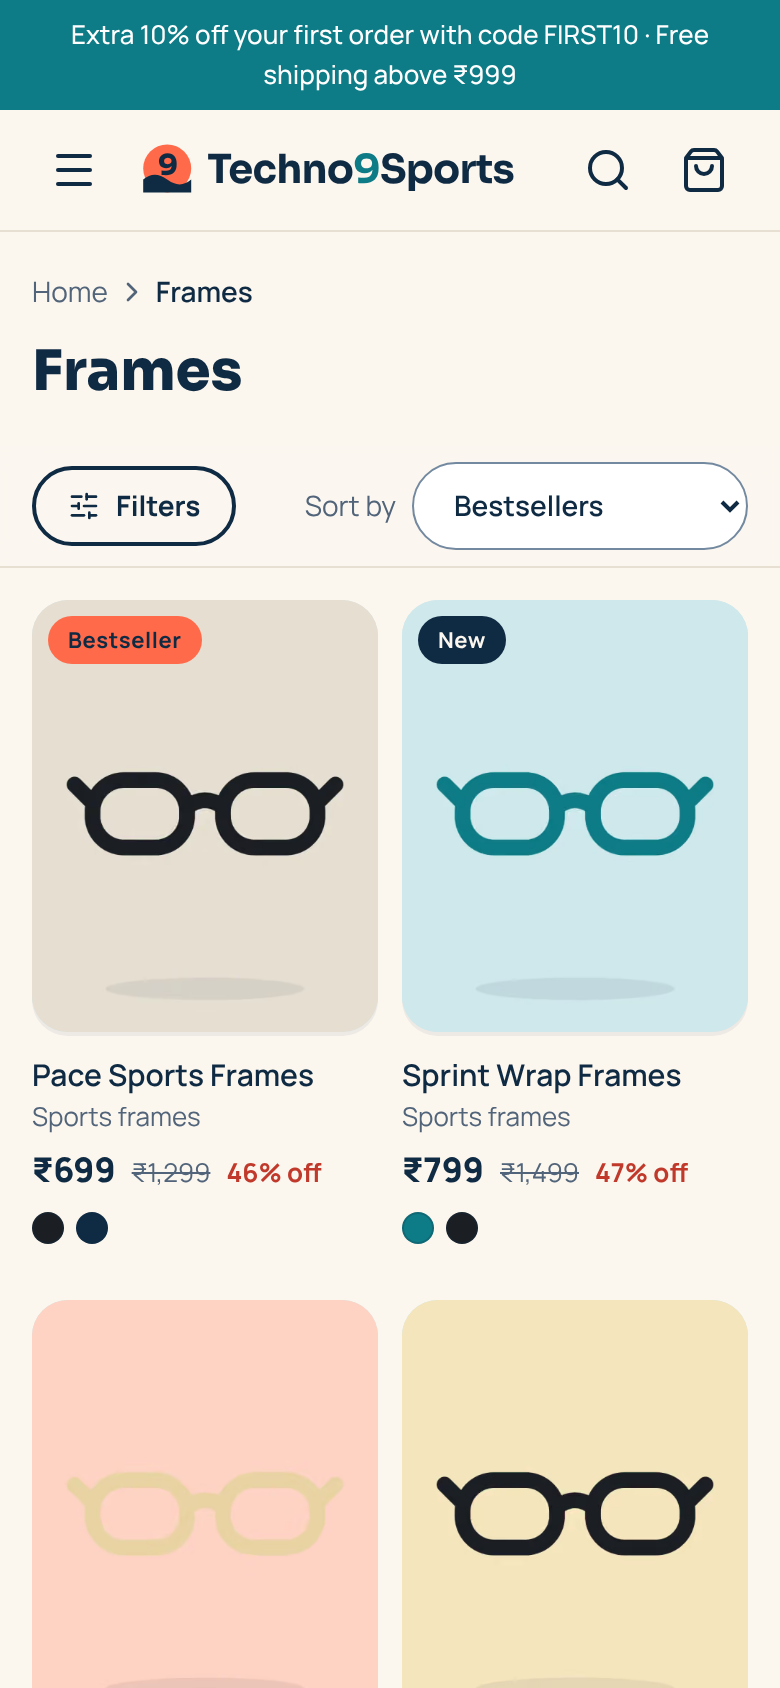 Extra 10% off your first order with code FIRST10 · Free
shipping above ₹999
9 Techno9Sports
Home > Frames
Frames
Filters Sort by Bestsellers
Bestseller New
Pace Sports Frames Sprint Wrap Frames
Sports frames Sports frames
₹699 ₹1,299 46% off ₹799 ₹1,499 47% off